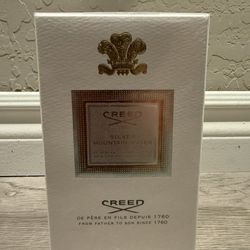 CREED
SILVER
MOUNTAIN WATER
CREED
DE PÈRE EN FILS DEPUIS 1760
FROM FATHER TO SON SINCE 1760